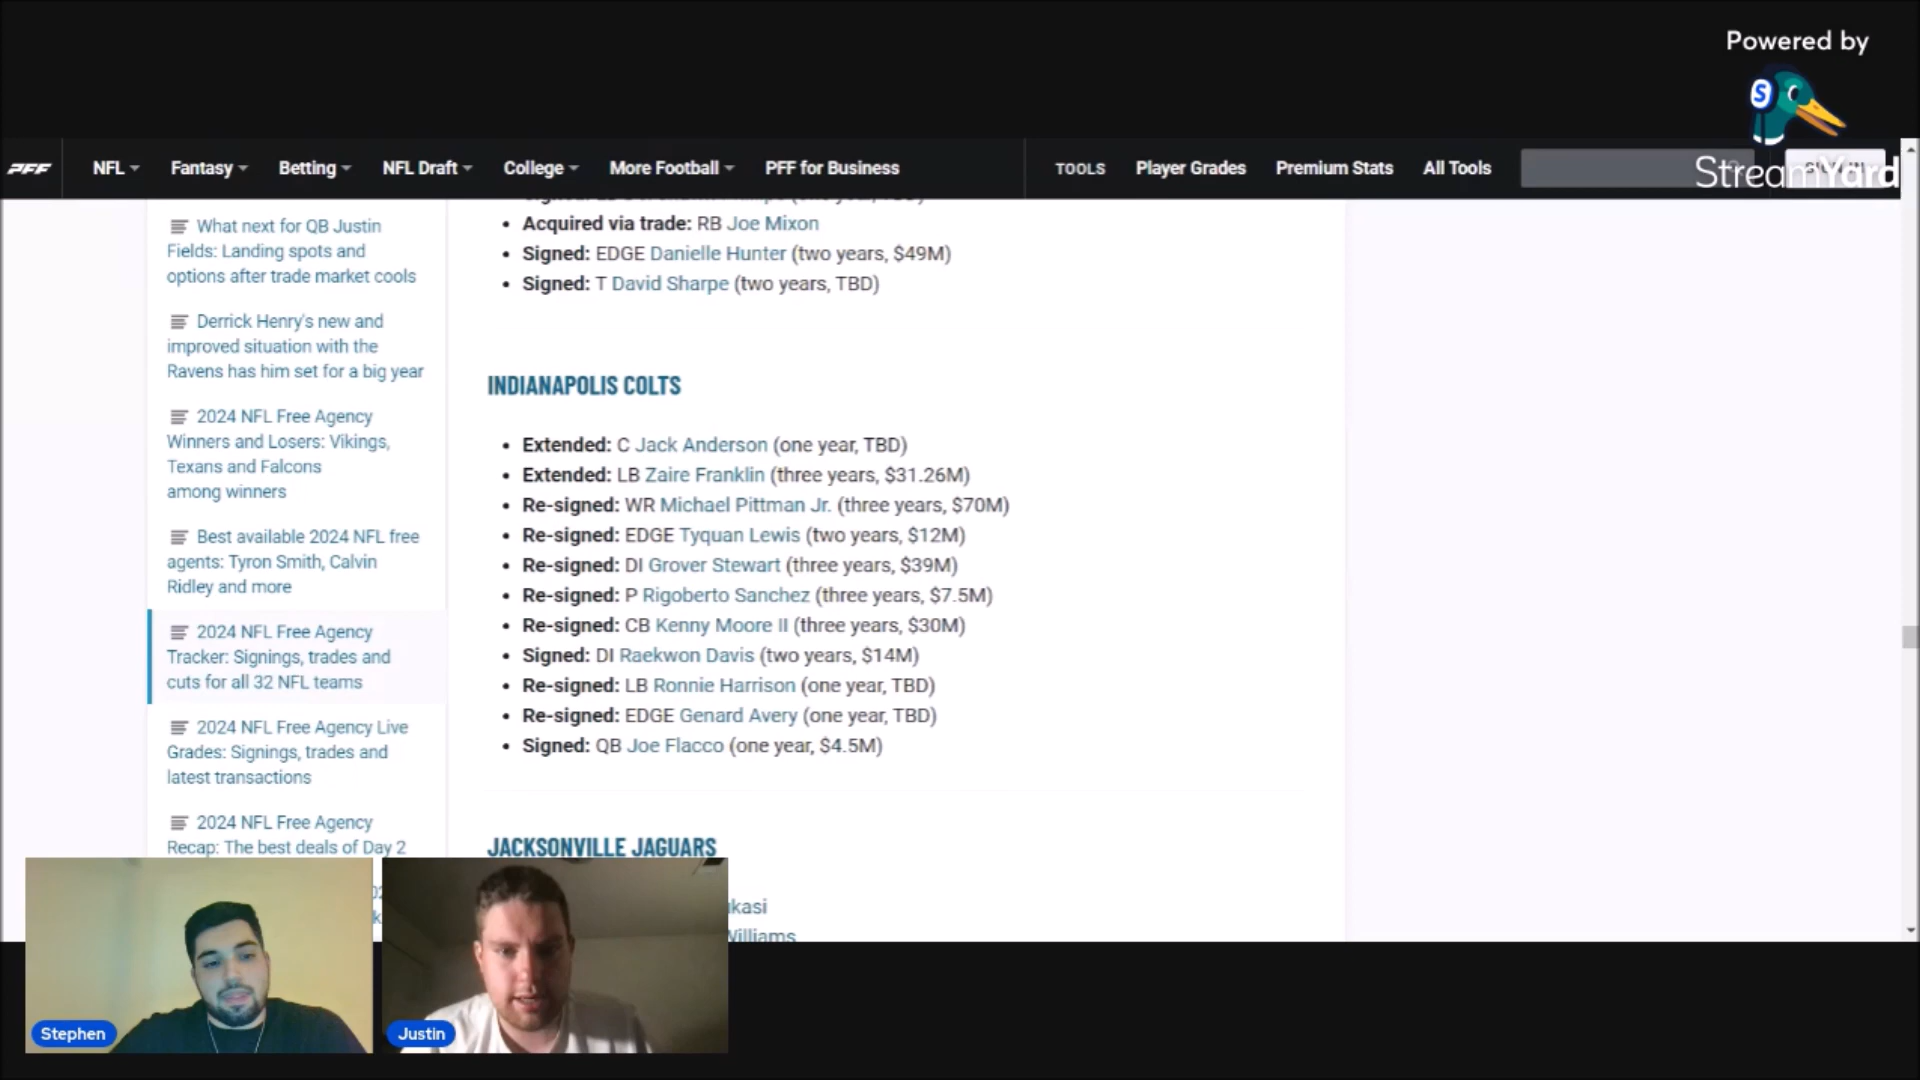 Powered by
S
StreamYard
PFF
NFL
Fantasy
Betting
NFL Draft
College
More Football
PFF for Business
TOOLS
Player Grades
Premium Stats
All Tools
What next for QB Justin
Fields: Landing spots and
options after trade market cools
Derrick Henry's new and
improved situation with the
Ravens has him set for a big year
2024 NFL Free Agency
Winners and Losers: Vikings,
Texans and Falcons
among winners
Best available 2024 NFL free
agents: Tyron Smith, Calvin
Ridley and more
2024 NFL Free Agency
Tracker: Signings, trades and
cuts for all 32 NFL teams
2024 NFL Free Agency Live
Grades: Signings, trades and
latest transactions
2024 NFL Free Agency
Recap: The best deals of Day 2
• Acquired via trade: RB Joe Mixon
• Signed: EDGE Danielle Hunter (two years, $49M)
• Signed: T David Sharpe (two years, TBD)
INDIANAPOLIS COLTS
• Extended: C Jack Anderson (one year, TBD)
• Extended: LB Zaire Franklin (three years, $31.26M)
• Re-signed: WR Michael Pittman Jr. (three years, $70M)
• Re-signed: EDGE Tyquan Lewis (two years, $12M)
• Re-signed: DI Grover Stewart (three years, $39M)
• Re-signed: P Rigoberto Sanchez (three years, $7.5M)
• Re-signed: CB Kenny Moore II (three years, $30M)
• Signed: DI Raekwon Davis (two years, $14M)
• Re-signed: LB Ronnie Harrison (one year, TBD)
• Re-signed: EDGE Genard Avery (one year, TBD)
• Signed: QB Joe Flacco (one year, $4.5M)
JACKSONVILLE JAGUARS
kasi
Williams
Stephen
Justin